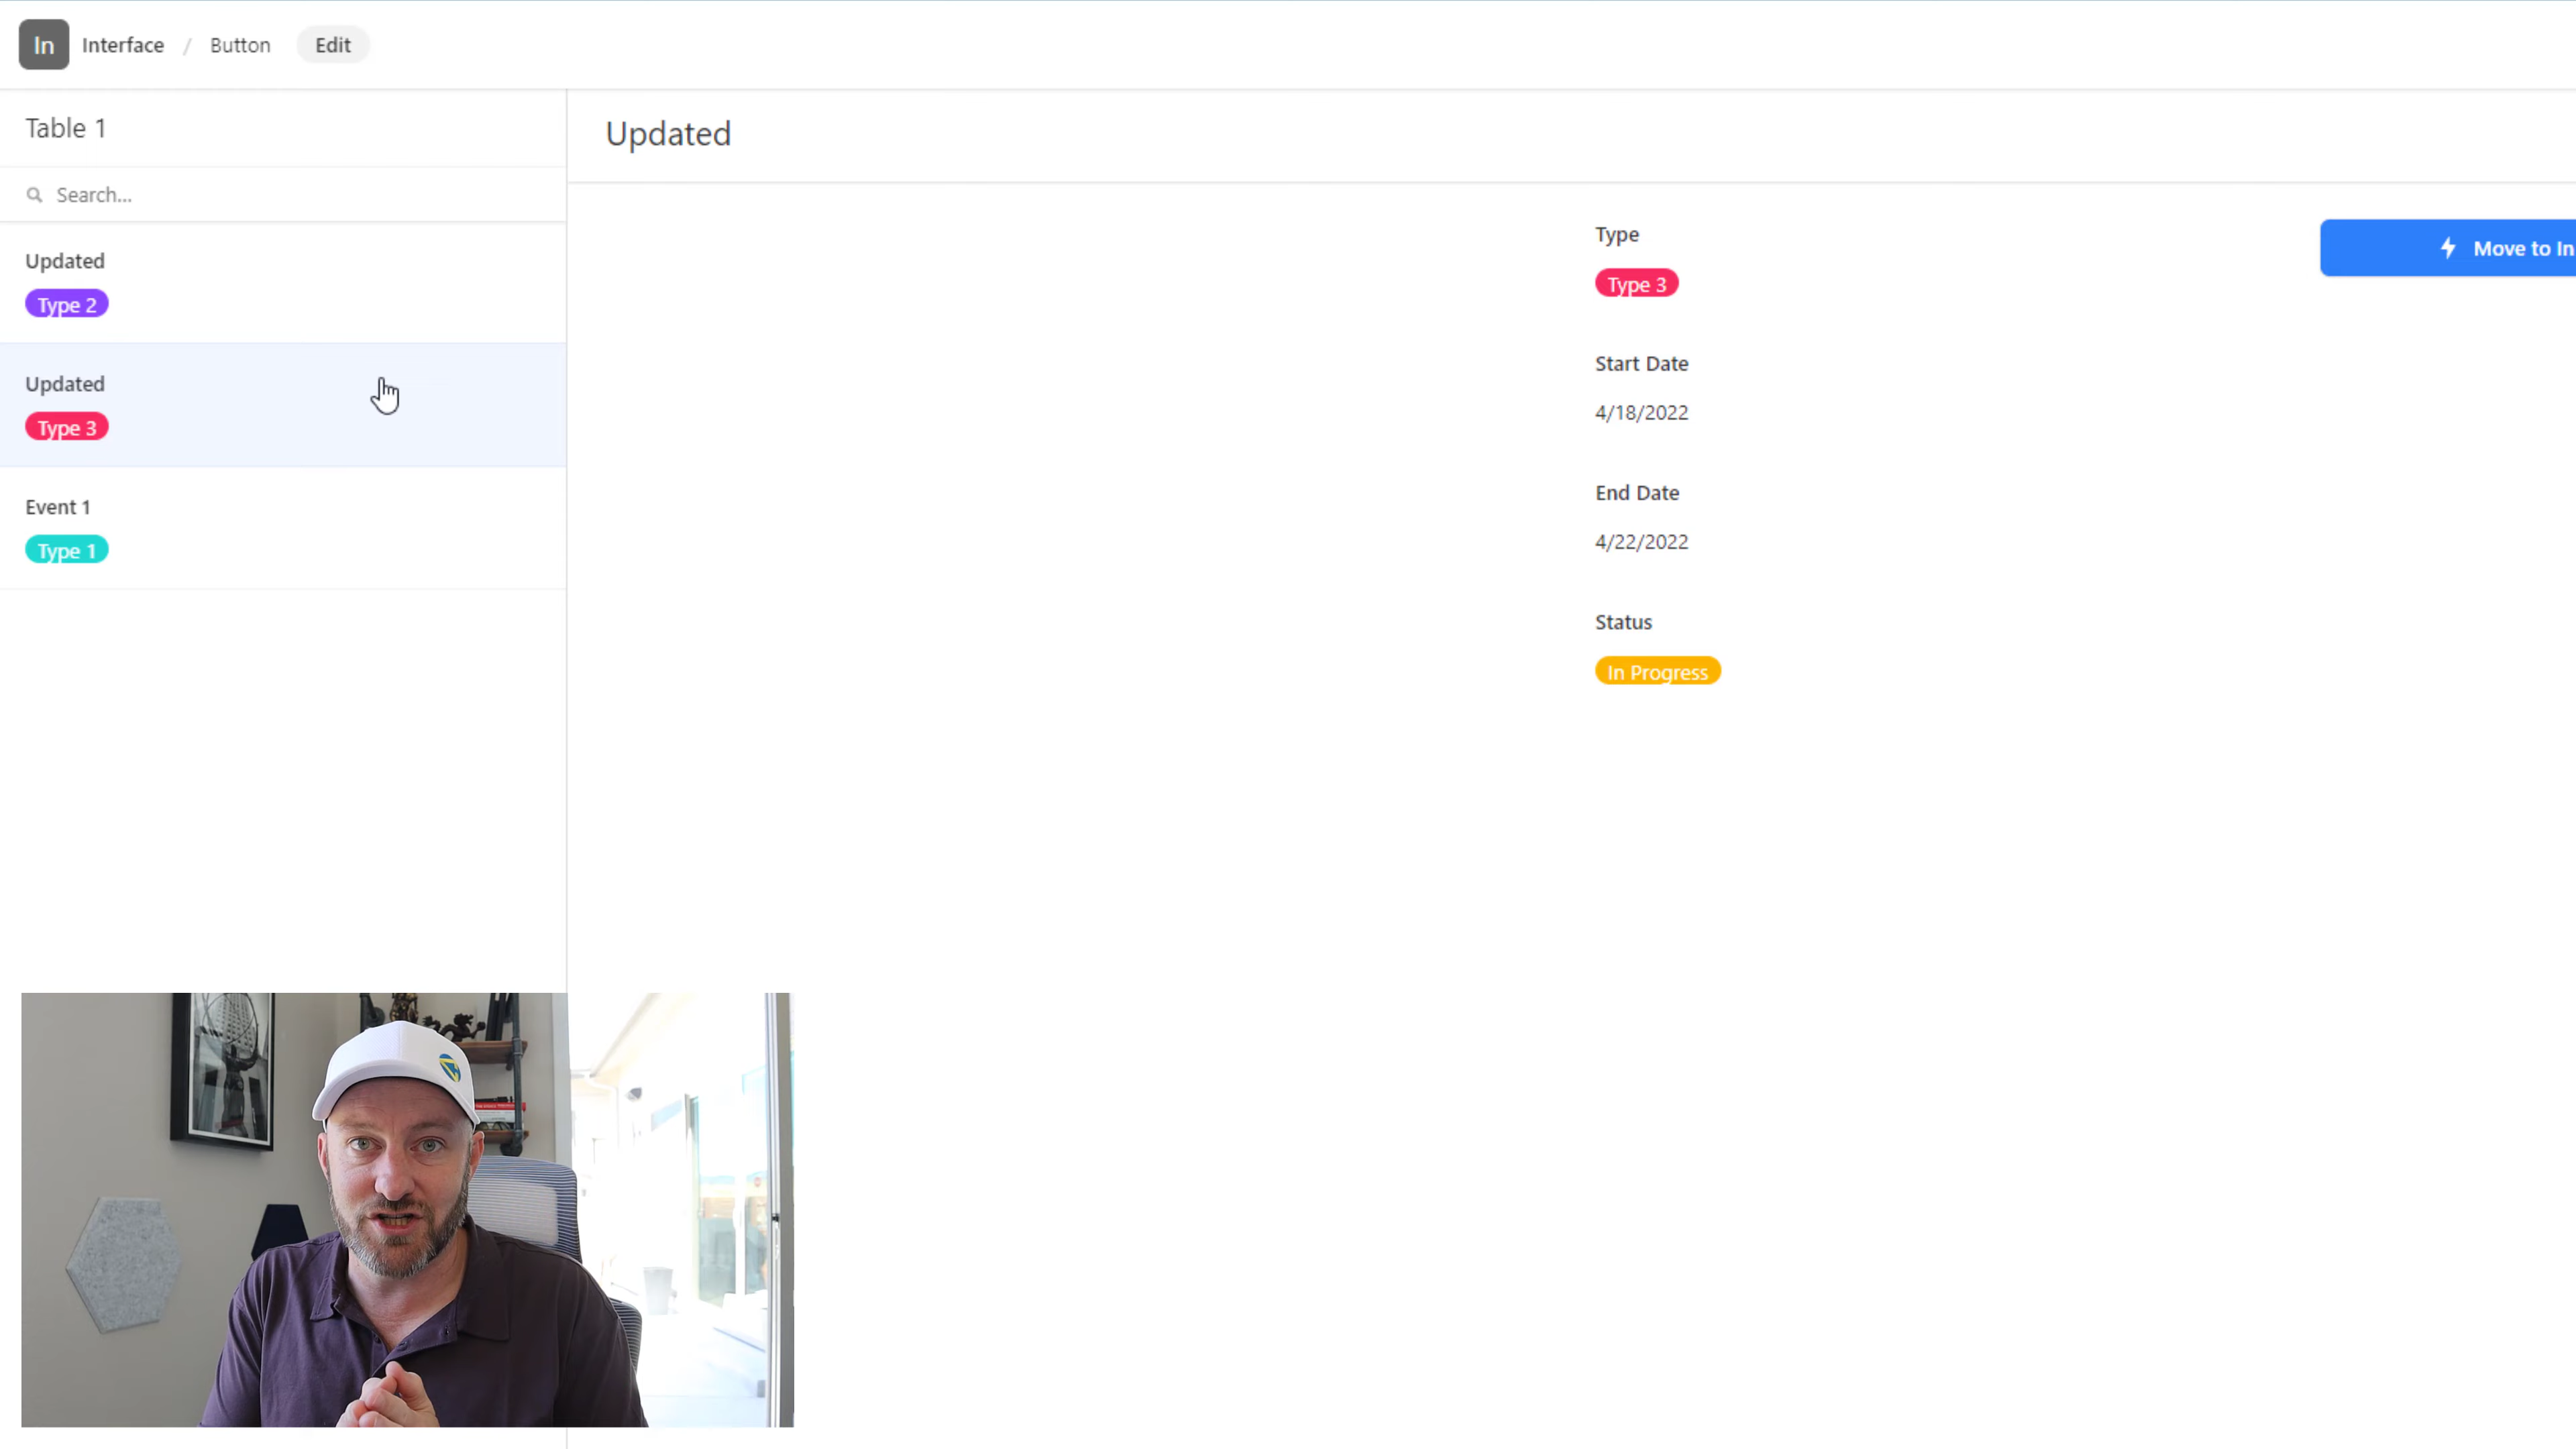 In Interface / Button Edit
Table 1
Search...
Updated
Type 2
Updated
Type 3
Event 1
Type 1
Updated
Type
Type 3
Start Date
4/18/2022
End Date
4/22/2022
Status
In Progress
Move to In